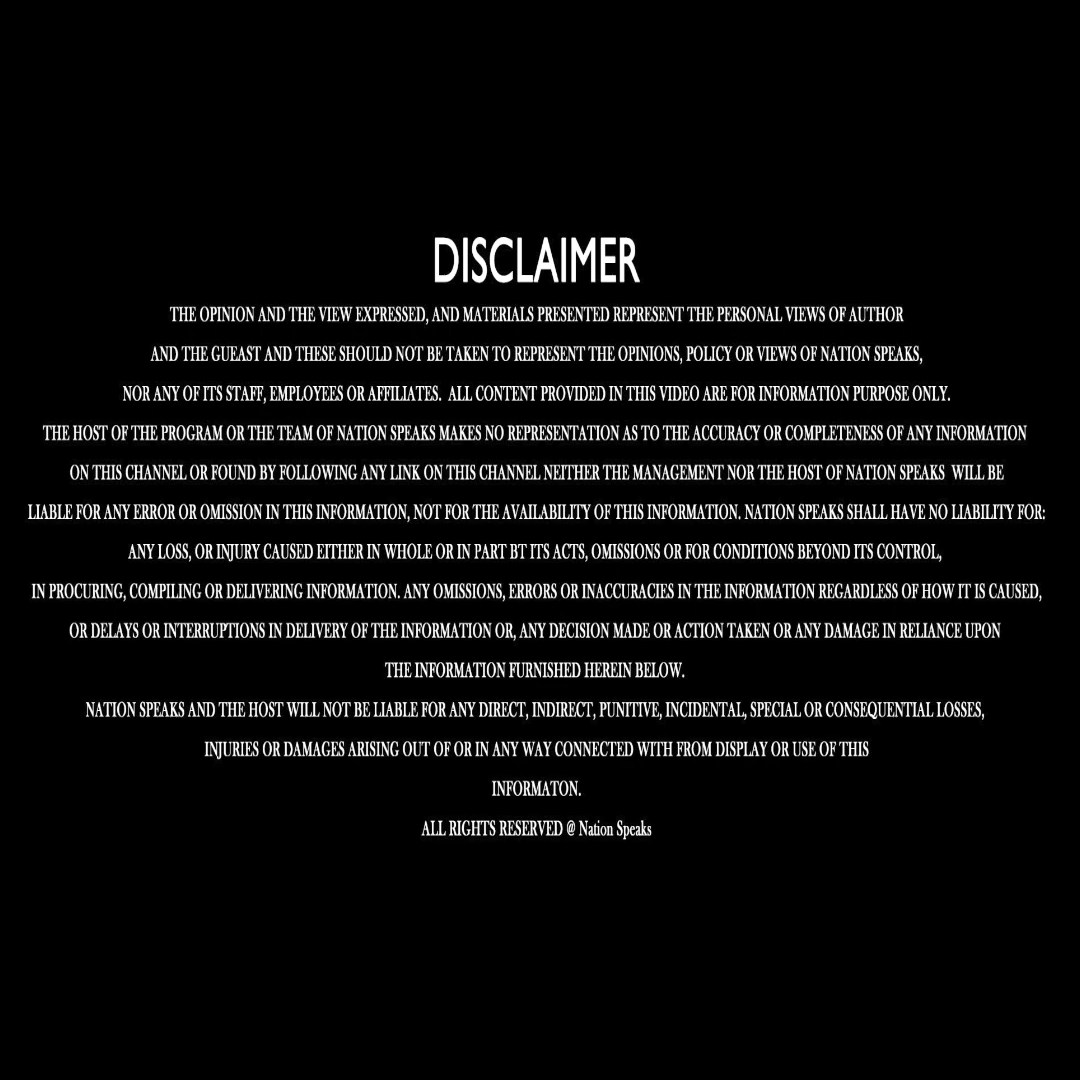 DISCLAIMER
THE OPINION AND THE VIEW EXPRESSED, AND MATERIALS PRESENTED REPRESENT THE PERSONAL VIEWS OF AUTHOR
AND THE GUEAST AND THESE SHOULD NOT BE TAKEN TO REPRESENT THE OPINIONS, POLICY OR VIEWS OF NATION SPEAKS,
NOR ANY OF ITS STAFF, EMPLOYEES OR AFFILIATES.  ALL CONTENT PROVIDED IN THIS VIDEO ARE FOR INFORMATION PURPOSE ONLY.
THE HOST OF THE PROGRAM OR THE TEAM OF NATION SPEAKS MAKES NO REPRESENTATION AS TO THE ACCURACY OR COMPLETENESS OF ANY INFORMATION
ON THIS CHANNEL OR FOUND BY FOLLOWING ANY LINK ON THIS CHANNEL NEITHER THE MANAGEMENT NOR THE HOST OF NATION SPEAKS  WILL BE
LIABLE FOR ANY ERROR OR OMISSION IN THIS INFORMATION, NOT FOR THE AVAILABILITY OF THIS INFORMATION. NATION SPEAKS SHALL HAVE NO LIABILITY FOR:
ANY LOSS, OR INJURY CAUSED EITHER IN WHOLE OR IN PART BT ITS ACTS, OMISSIONS OR FOR CONDITIONS BEYOND ITS CONTROL,
IN PROCURING, COMPILING OR DELIVERING INFORMATION. ANY OMISSIONS, ERRORS OR INACCURACIES IN THE INFORMATION REGARDLESS OF HOW IT IS CAUSED,
OR DELAYS OR INTERRUPTIONS IN DELIVERY OF THE INFORMATION OR, ANY DECISION MADE OR ACTION TAKEN OR ANY DAMAGE IN RELIANCE UPON
THE INFORMATION FURNISHED HEREIN BELOW.
NATION SPEAKS AND THE HOST WILL NOT BE LIABLE FOR ANY DIRECT, INDIRECT, PUNITIVE, INCIDENTAL, SPECIAL OR CONSEQUENTIAL LOSSES,
INJURIES OR DAMAGES ARISING OUT OF OR IN ANY WAY CONNECTED WITH FROM DISPLAY OR USE OF THIS
INFORMATON.
ALL RIGHTS RESERVED @ Nation Speaks